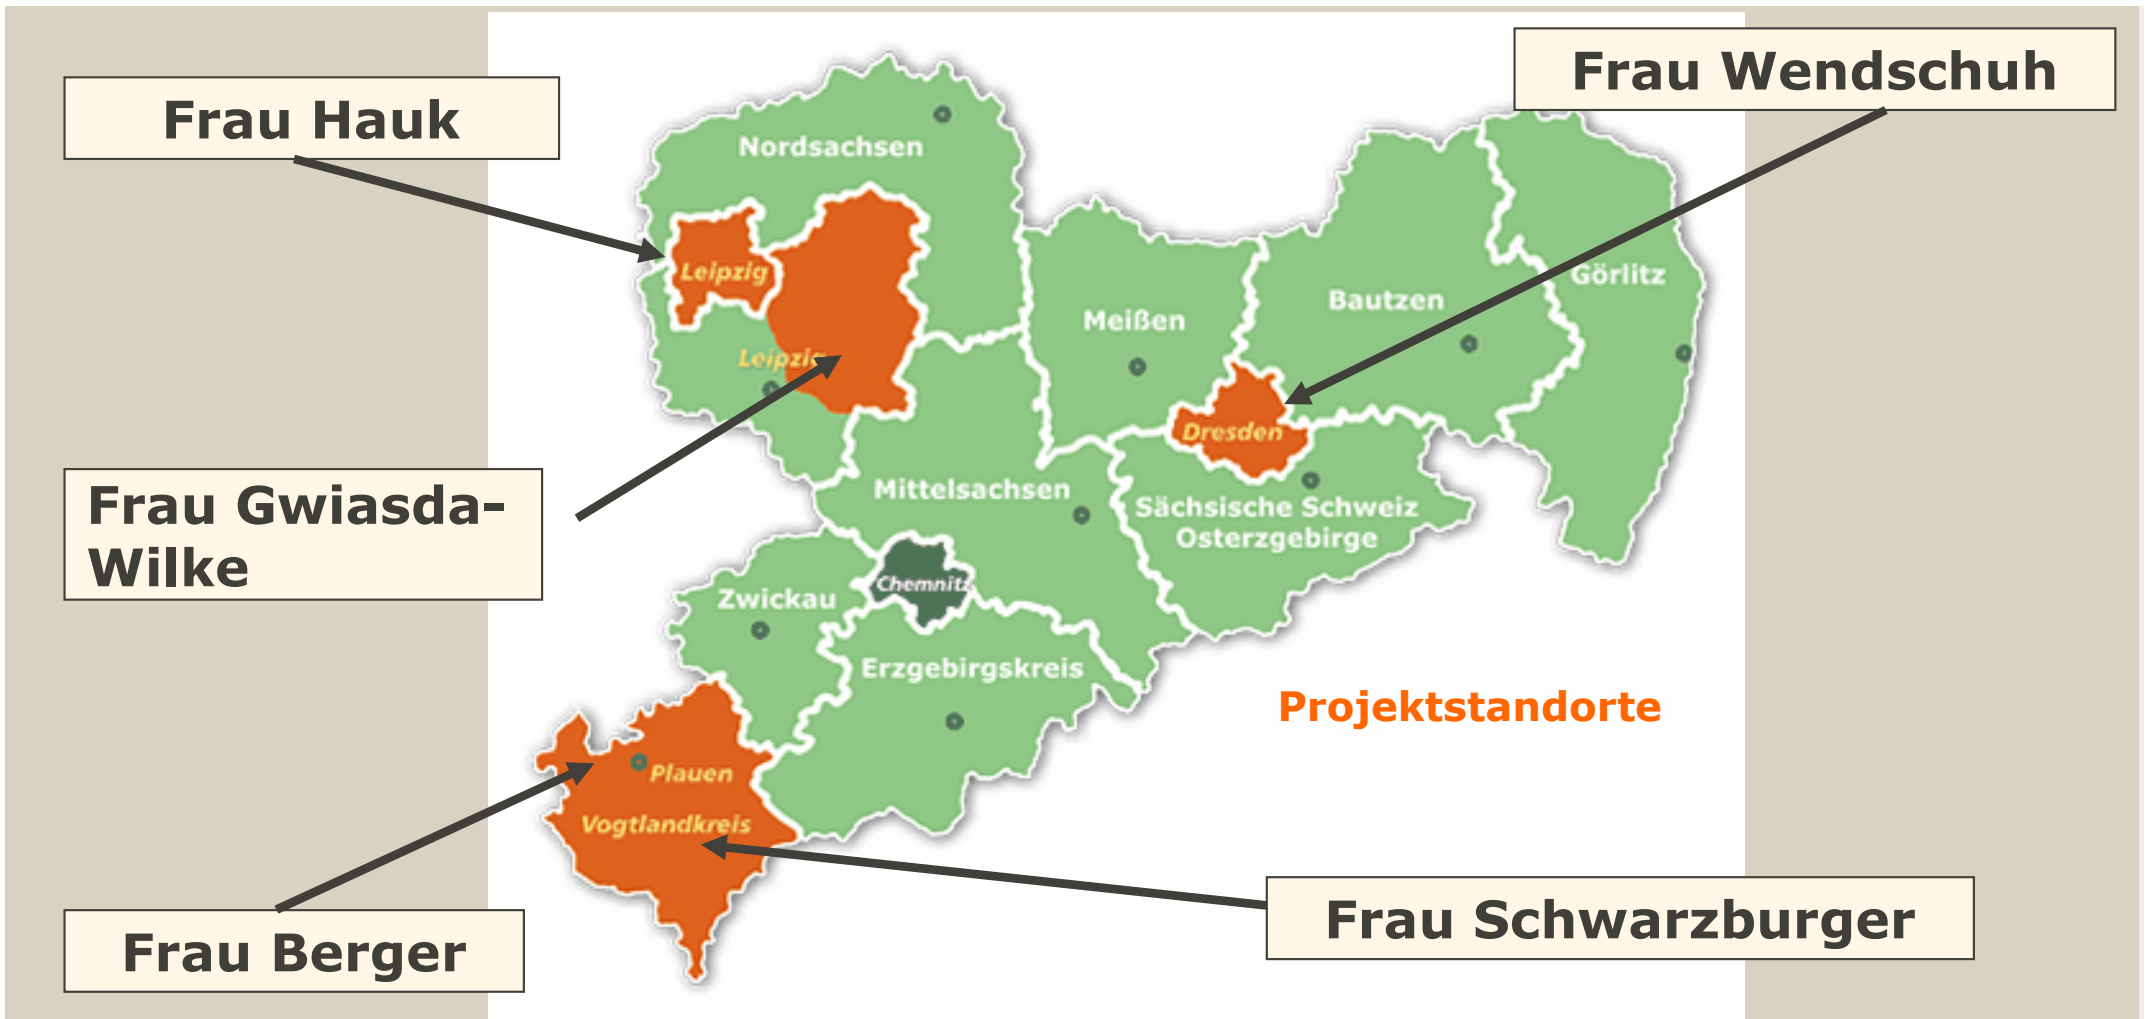 Frau Wendschuh
Frau Hauk
Nordsachsen
Leipzig
Görlitz
Bautzen
Meißen
Leipzig
Dresden
Frau Gwiasda-
Wilke
Mittelsachsen
Sächsische Schweiz
Osterzgebirge
Chemnitz
Zwickau
Erzgebirgskreis
Projektstandorte
Plauen
Vogtlandkreis
Frau Schwarzburger
Frau Berger